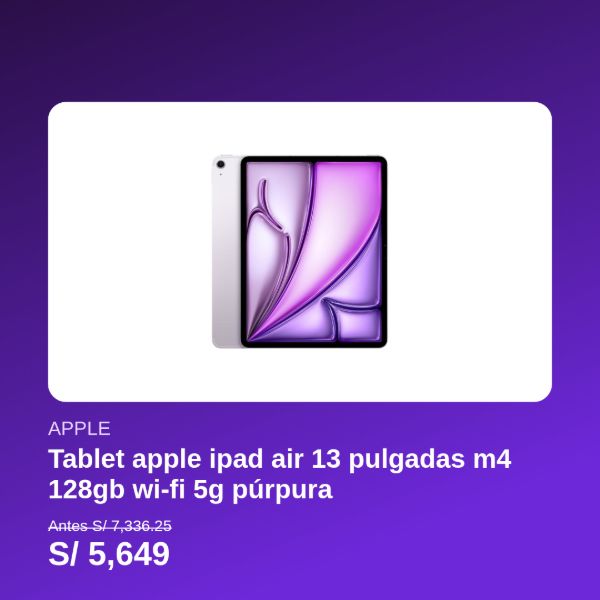 APPLE
Tablet apple ipad air 13 pulgadas m4
128gb wi-fi 5g púrpura
Antes S/ 7,336.25
S/ 5,649